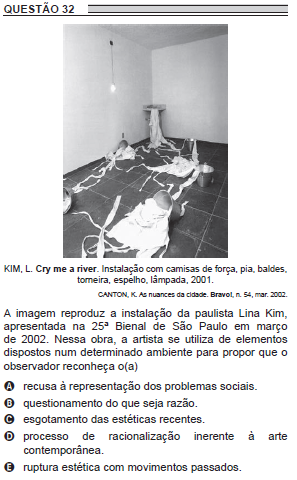 QUESTÃO 32
KIM, L. Cry me a river. Instalação com camisas de força, pia, baldes,
torneira, espelho, lâmpada, 2001.
CANTON, K. As nuances da cidade. Bravo!, n. 54, mar. 2002.
A imagem reproduz a instalação da paulista Lina Kim,
apresentada na 25ª Bienal de São Paulo em março
de 2002. Nessa obra, a artista se utiliza de elementos
dispostos num determinado ambiente para propor que o
observador reconheça o(a)
A recusa à representação dos problemas sociais.
B questionamento do que seja razão.
C esgotamento das estéticas recentes.
D processo de racionalização inerente à arte
contemporânea.
E ruptura estética com movimentos passados.